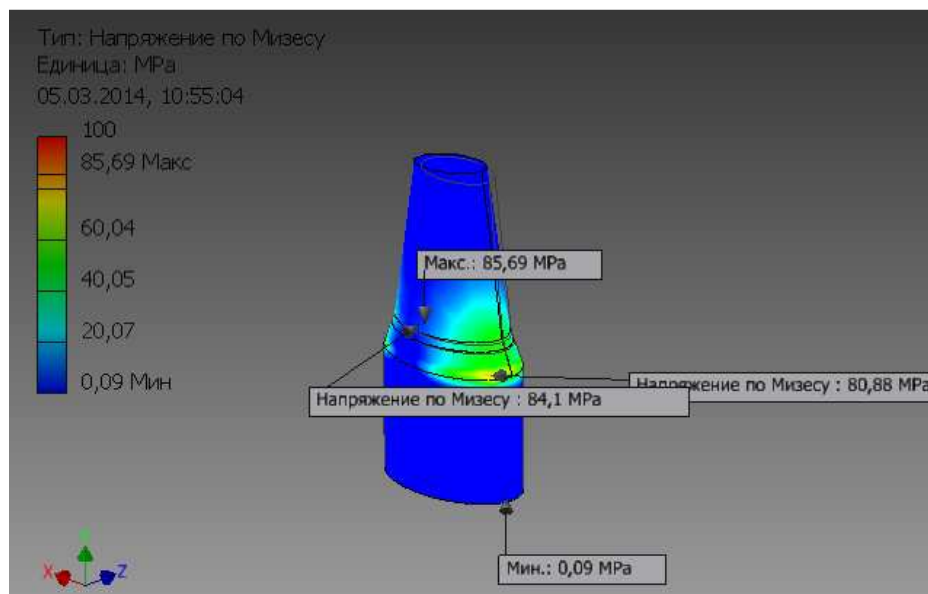 Тип: Напряжение по Мизесу
Единица: MPa
05.03.2014, 10:55:04
100
85,69 Макс
60,04
40,05
20,07
0,09 Мин
Макс.: 85,69 MPa
Напряжение по Мизесу : 80,88 MPa
Напряжение по Мизесу : 84,1 MPa
Мин.: 0,09 MPa
X
Z